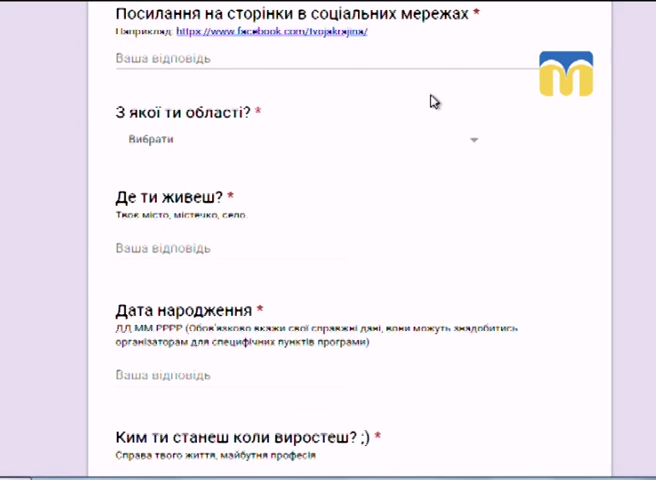 Посилання на сторінки в соціальних мережах *
Наприклад: https://www.facebook.com/tvojakrajina/
Ваша відповідь
З якої ти області? *
Вибрати
Де ти живеш? *
Твоє місто, містечко, село
Ваша відповідь
Дата народження *
ДД.ММ.РРРР (Обов'язково вкажи свої справжні дані, вони можуть знадобитись
організаторам для специфічних пунктів програми)
Ваша відповідь
Ким ти станеш коли виростеш? ;) *
Справа твого життя, майбутня професія